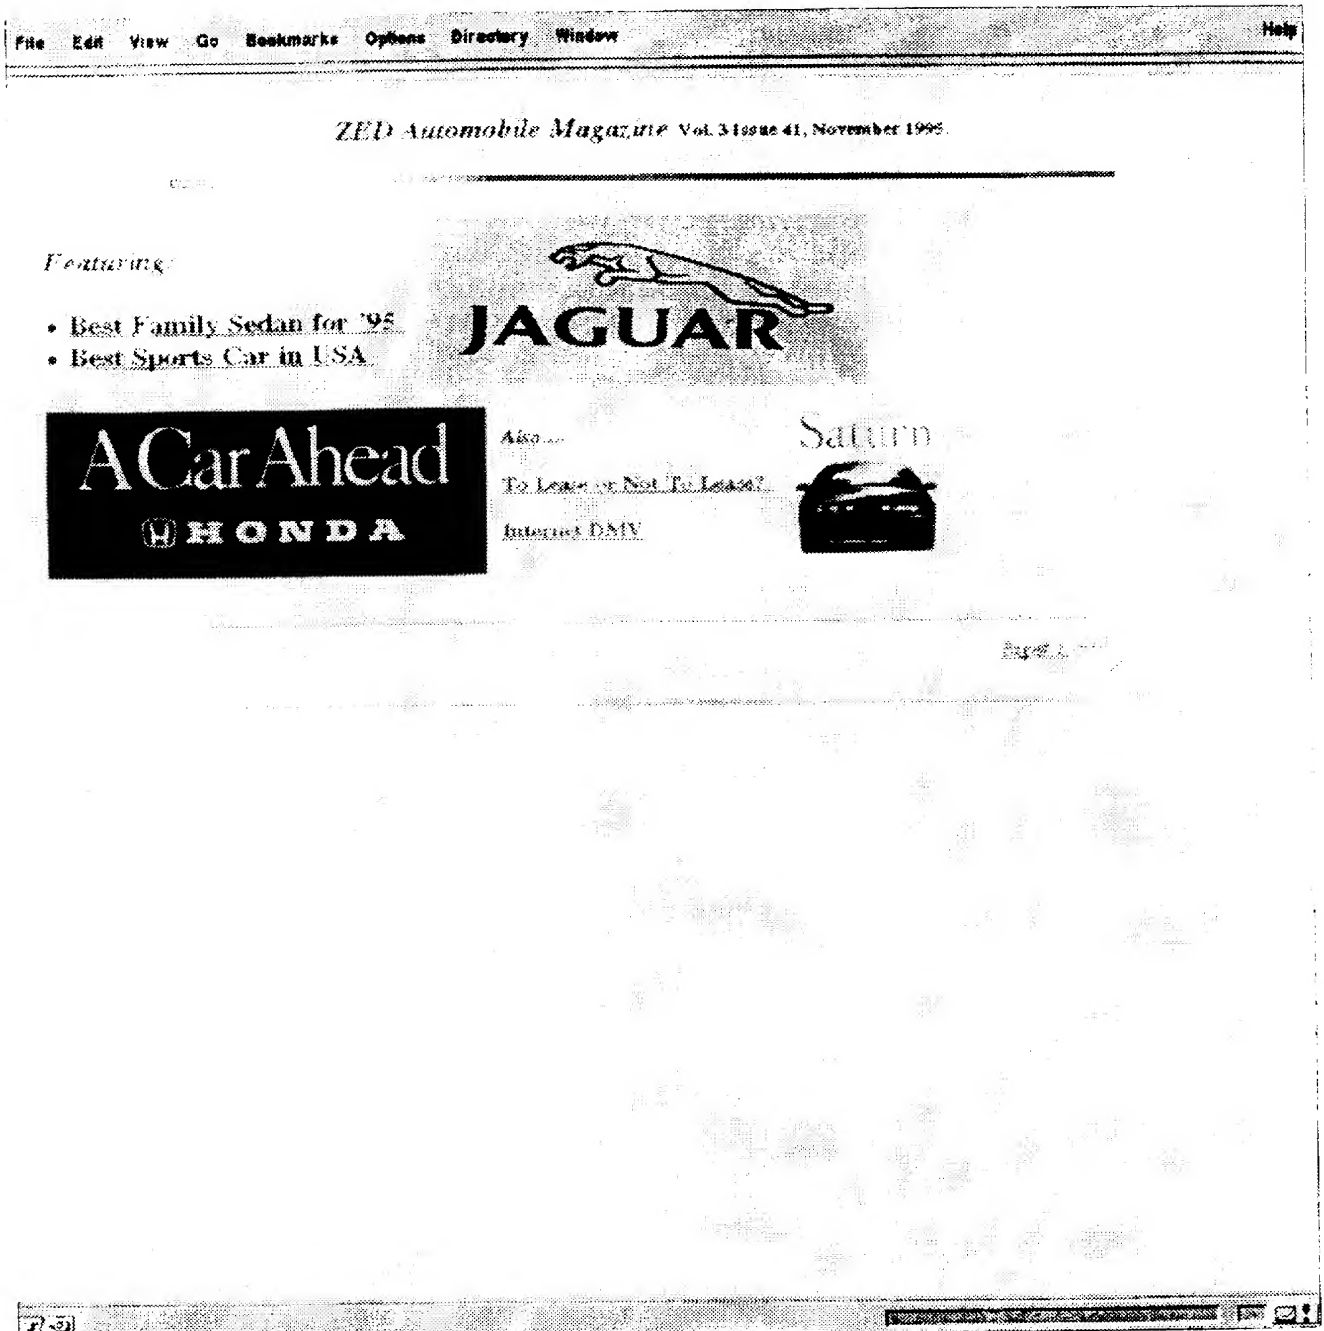 File Edit View Go Bookmarks Options Directory Window Help
ZED Automobile Magazine Vol. 3 Issue 41, November 1995
Featuring:
• Best Family Sedan for '95
• Best Sports Car in USA
JAGUAR
A Car Ahead
HONDA
Also....
To Lease or Not To Lease?
Internet DMV
Saturn